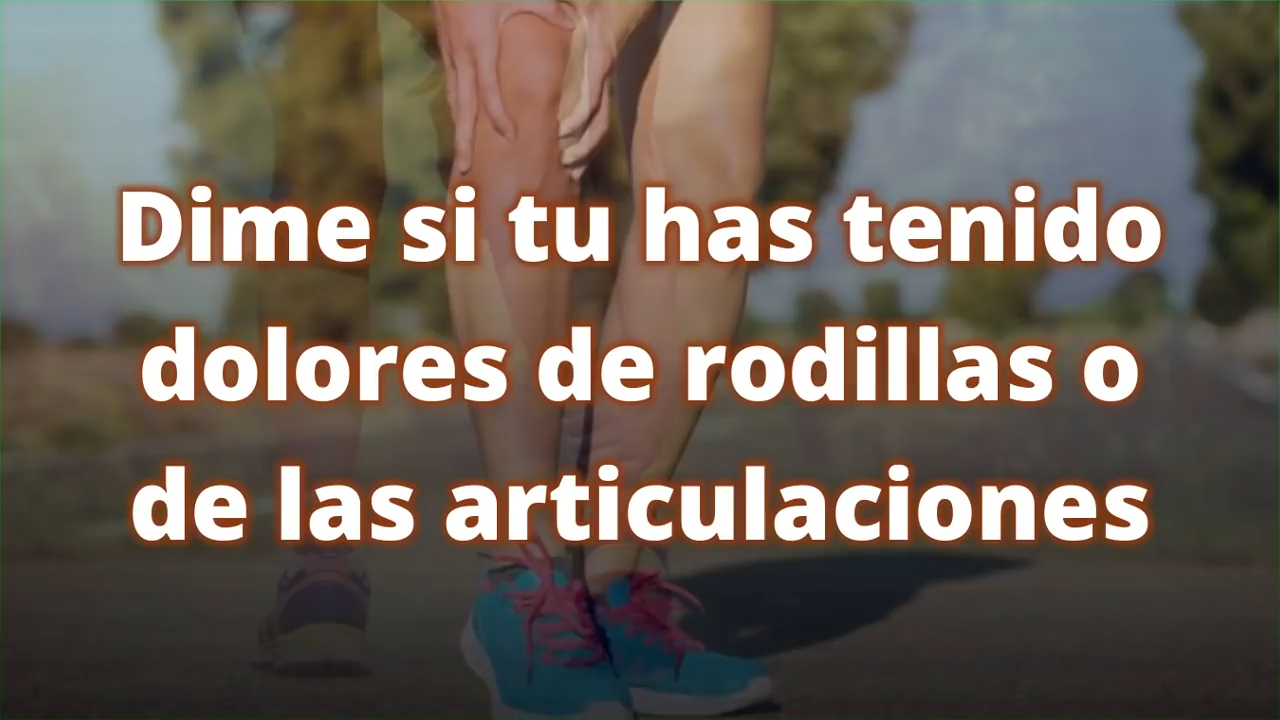 Dime si tu has tenido
dolores de rodillas o
de las articulaciones